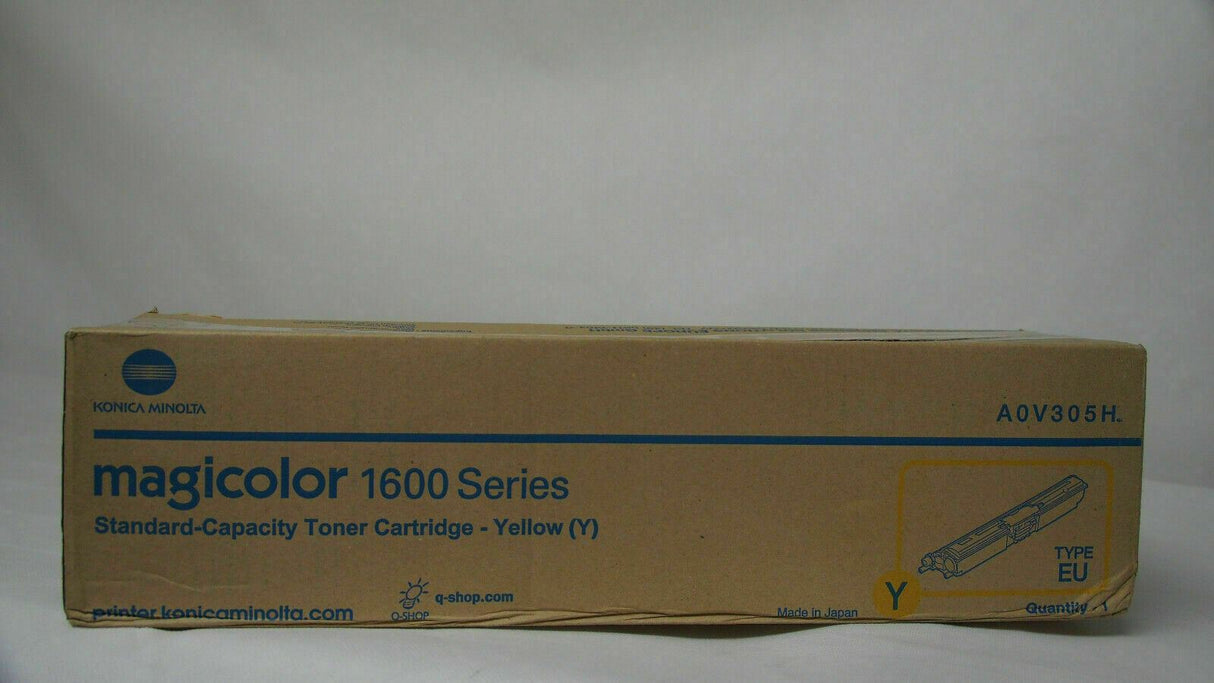 KONICA MINOLTA
A0V305H
magicolor 1600 Series
Standard-Capacity Toner Cartridge - Yellow (Y)
TYPE
EU
Y
q-shop.com
Q-SHOP
printer.konicaminolta.com
Made in Japan
Quantity